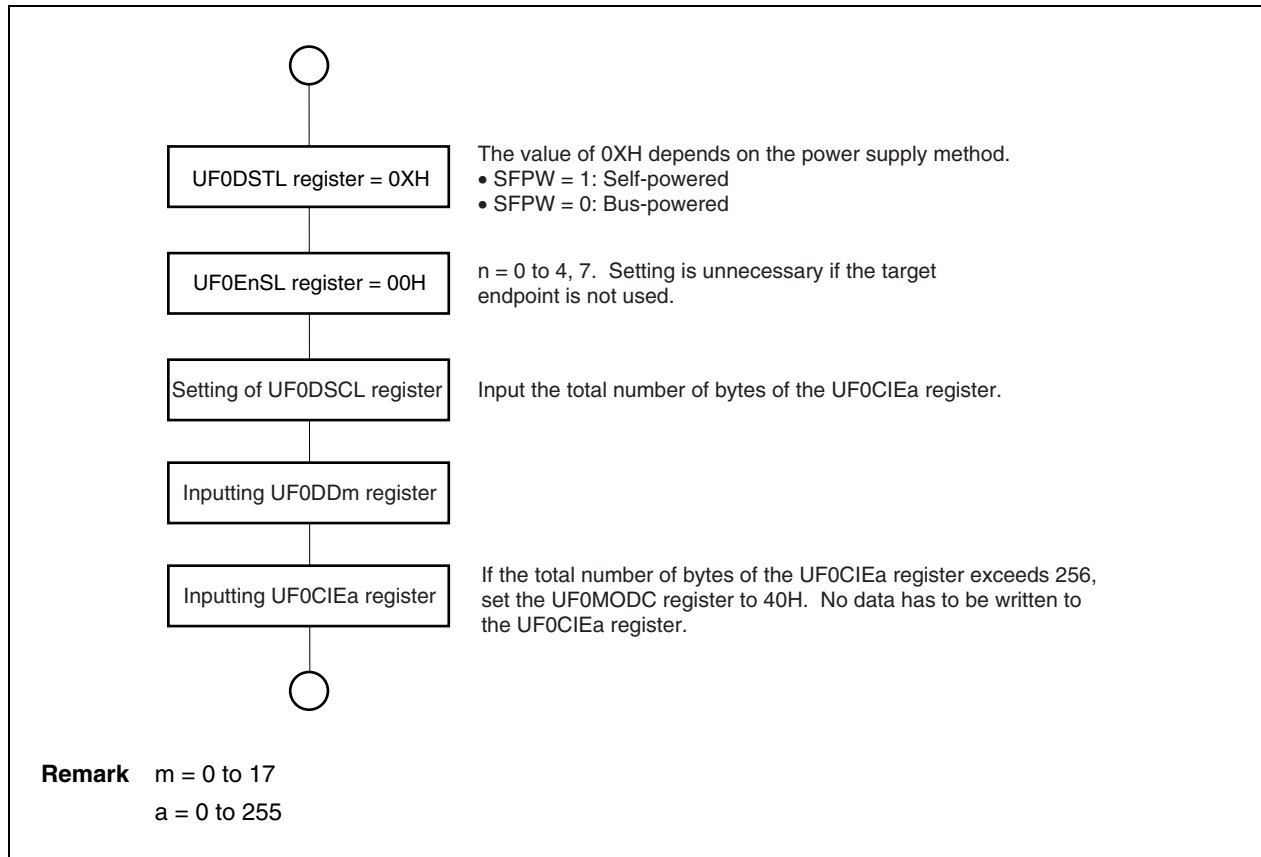 UF0DSTL register = 0XH
The value of 0XH depends on the power supply method.
• SFPW = 1: Self-powered
• SFPW = 0: Bus-powered
UF0EnSL register = 00H
n = 0 to 4, 7.  Setting is unnecessary if the target
endpoint is not used.
Setting of UF0DSCL register
Input the total number of bytes of the UF0CIEa register.
Inputting UF0DDm register
Inputting UF0CIEa register
If the total number of bytes of the UF0CIEa register exceeds 256,
set the UF0MODC register to 40H.  No data has to be written to
the UF0CIEa register.
Remark m = 0 to 17
a = 0 to 255